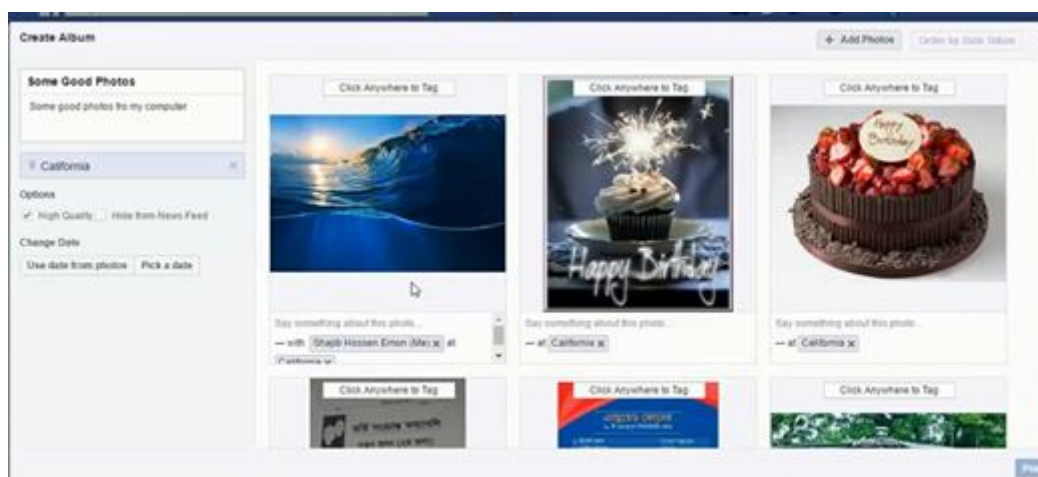 Create Album
+ Add Photos
Order by Date Taken
Some Good Photos
Some good photos fro my computer
California
Options
High Quality
Hide from News Feed
Change Date
Use date from photos
Pick a date
Click Anywhere to Tag
Say something about this photo...
— with Shajib Hossen Emon (Me) x at
California x
Click Anywhere to Tag
Happy Birthday
Say something about this photo...
— at California x
Click Anywhere to Tag
Happy
Birthday
Say something about this photo...
— at California x
Click Anywhere to Tag
Click Anywhere to Tag
Click Anywhere to Tag